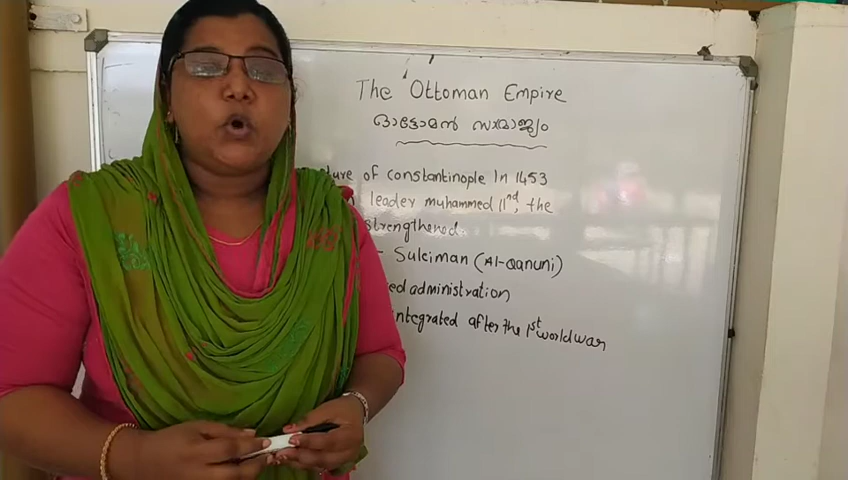 The Ottoman Empire
ഓട്ടോമൻ സാമ്രാജ്യം
of constantinople In 1453
leader muhammed IInd, the
strengthened.
- Suleiman (Al-Qanuni)
administration
integrated after the 1st world war